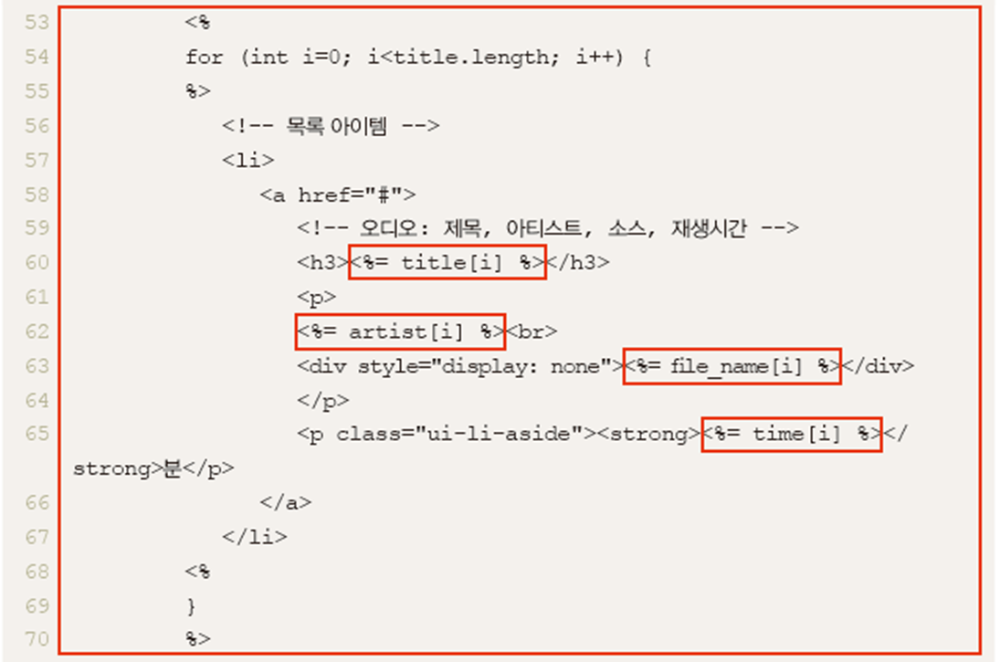 53 <%
54 for (int i=0; i<title.length; i++) {
55 %>
56 <!-- 목록 아이템 -->
57 <li>
58 <a href="#">
59 <!-- 오디오: 제목, 아티스트, 소스, 재생시간 -->
60 <h3><%= title[i] %></h3>
61 <p>
62 <%= artist[i] %><br>
63 <div style="display: none"><%= file_name[i] %></div>
64 </p>
65 <p class="ui-li-aside"><strong><%= time[i] %></
strong>분</p>
66 </a>
67 </li>
68 <%
69 }
70 %>